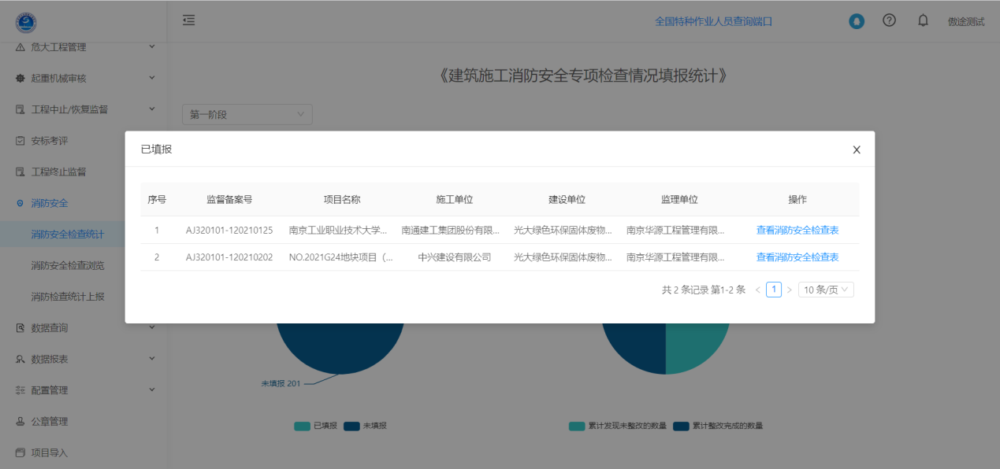 全国特种作业人员查询端口
傲途测试
危大工程管理
起重机械审核
工程中止/恢复监督
安标考评
工程终止监督
消防安全
消防安全检查统计
消防安全检查浏览
消防检查统计上报
数据查询
数据报表
配置管理
公章管理
项目导入
《建筑施工消防安全专项检查情况填报统计》
第一阶段
已填报
序号 监督备案号 项目名称 施工单位 建设单位 监理单位 操作
1 AJ320101-120210125 南京工业职业技术大学... 南通建工集团股份有限... 光大绿色环保固体废物... 南京华源工程管理有限... 查看消防安全检查表
2 AJ320101-120210202 NO.2021G24地块项目（... 中兴建设有限公司 光大绿色环保固体废物... 南京华源工程管理有限... 查看消防安全检查表
共 2 条记录 第1-2 条 < 1 > 10 条/页
未填报 201
已填报 未填报
累计发现未整改的数量 累计整改完成的数量